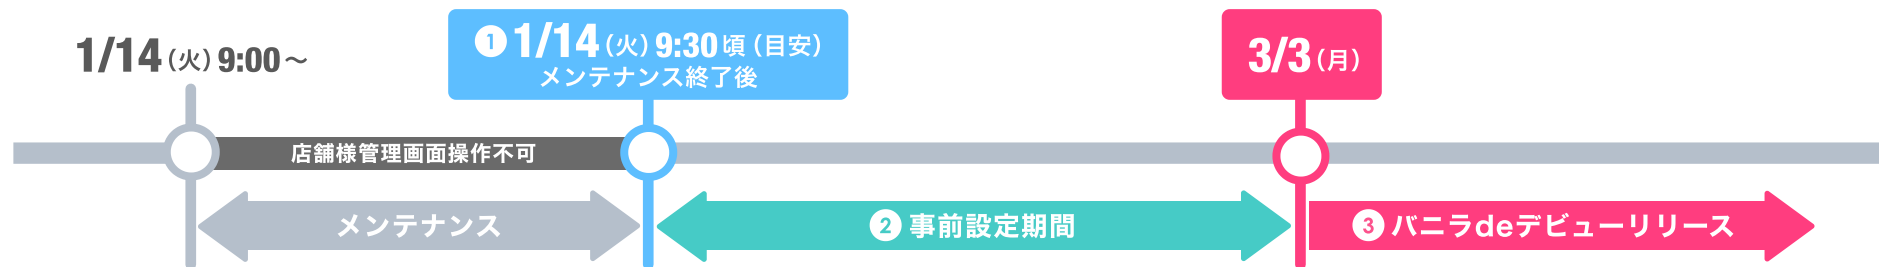 1/14（火）9:00～
❶ 1/14（火）9:30頃（目安）
メンテナンス終了後
3/3（月）
店舗様管理画面操作不可
メンテナンス
❷ 事前設定期間
❸ バニラdeデビューリリース